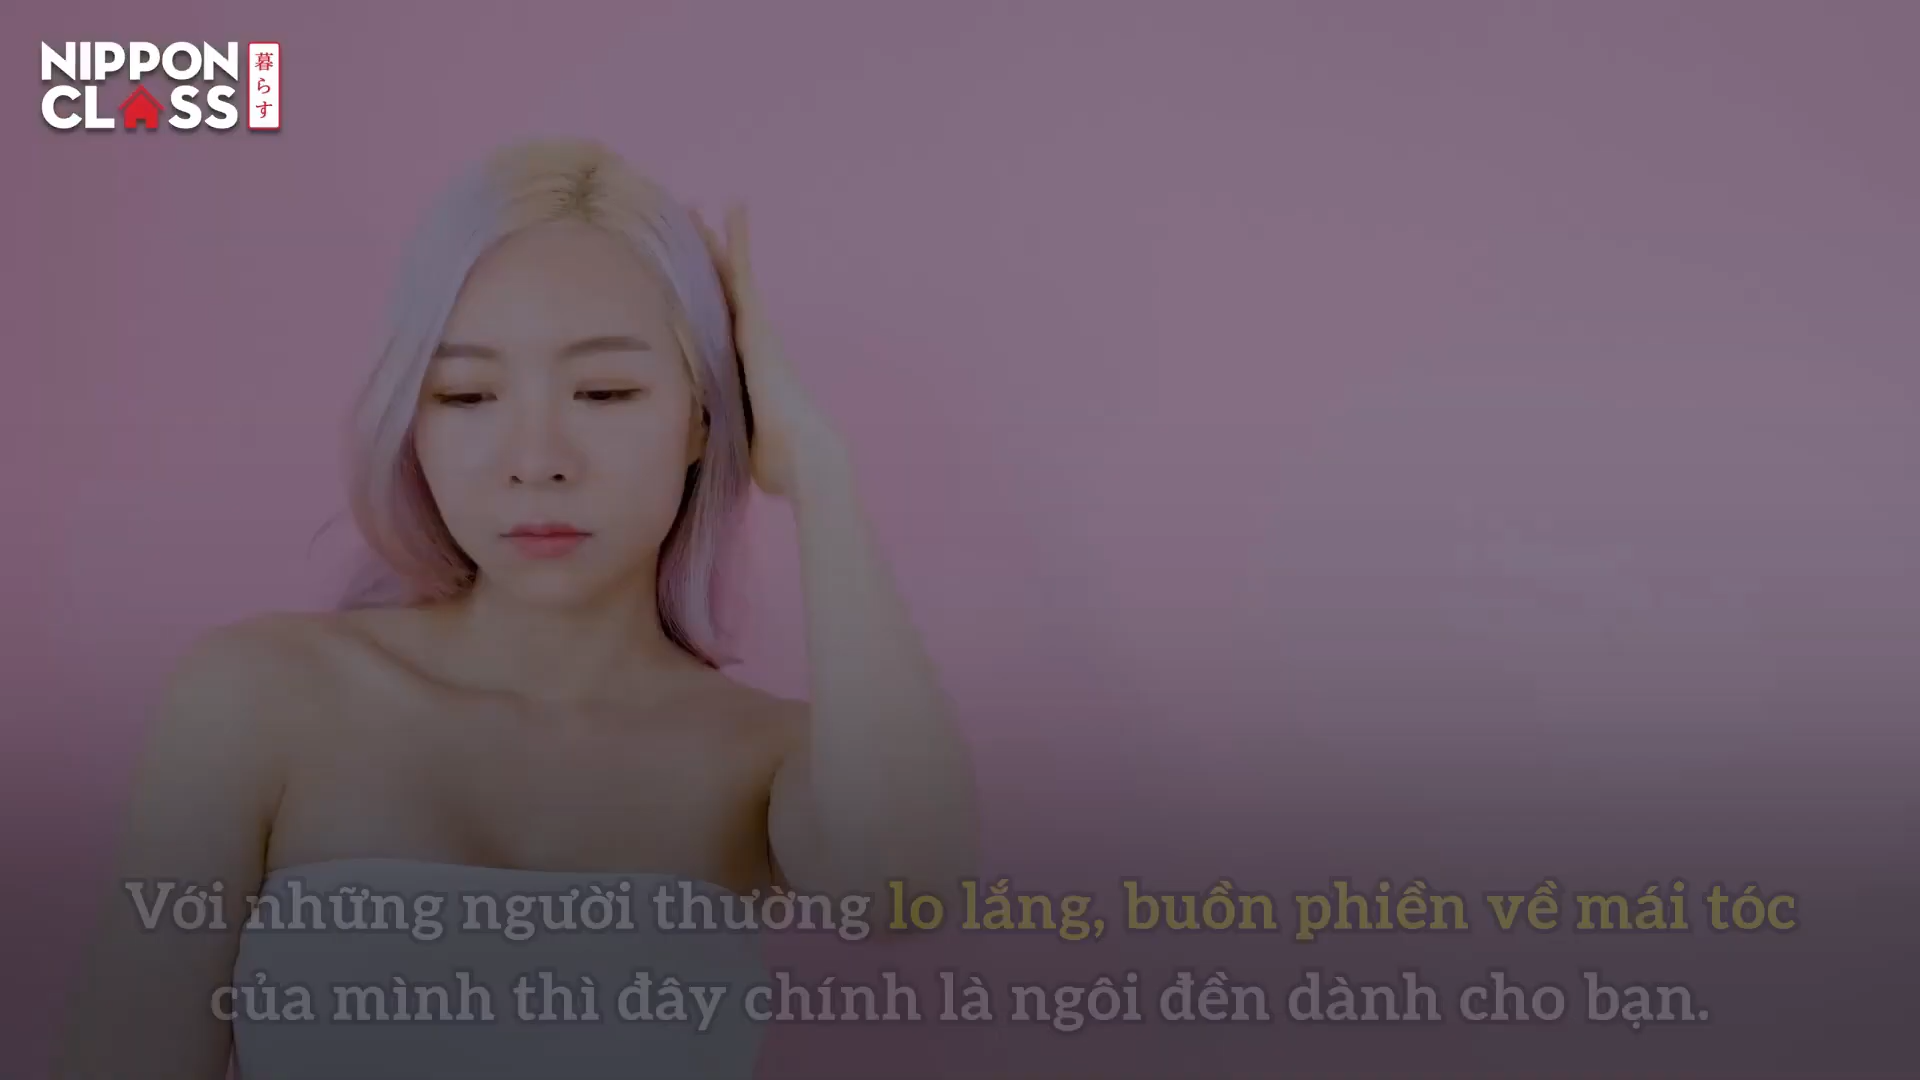 NIPPON
CLASS
暮らす
Với những người thường lo lắng, buồn phiền về mái tóc
của mình thì đây chính là ngôi đền dành cho bạn.